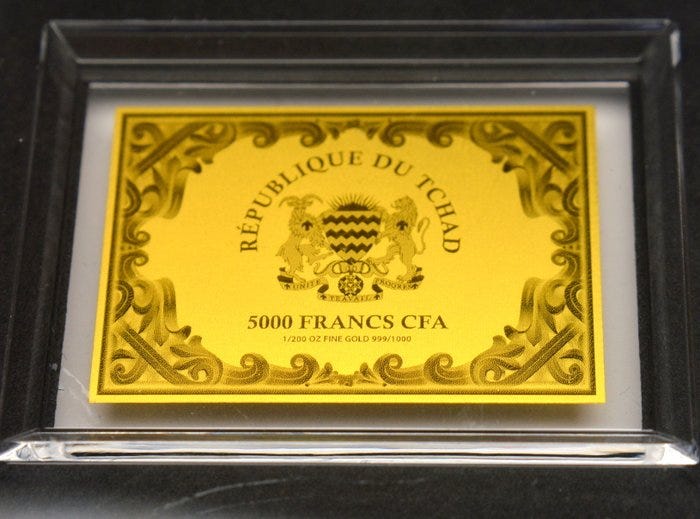 RÉPUBLIQUE DU TCHAD
UNITÉ TRAVAIL PROGRÈS
5000 FRANCS CFA
1/200 OZ FINE GOLD 999/1000